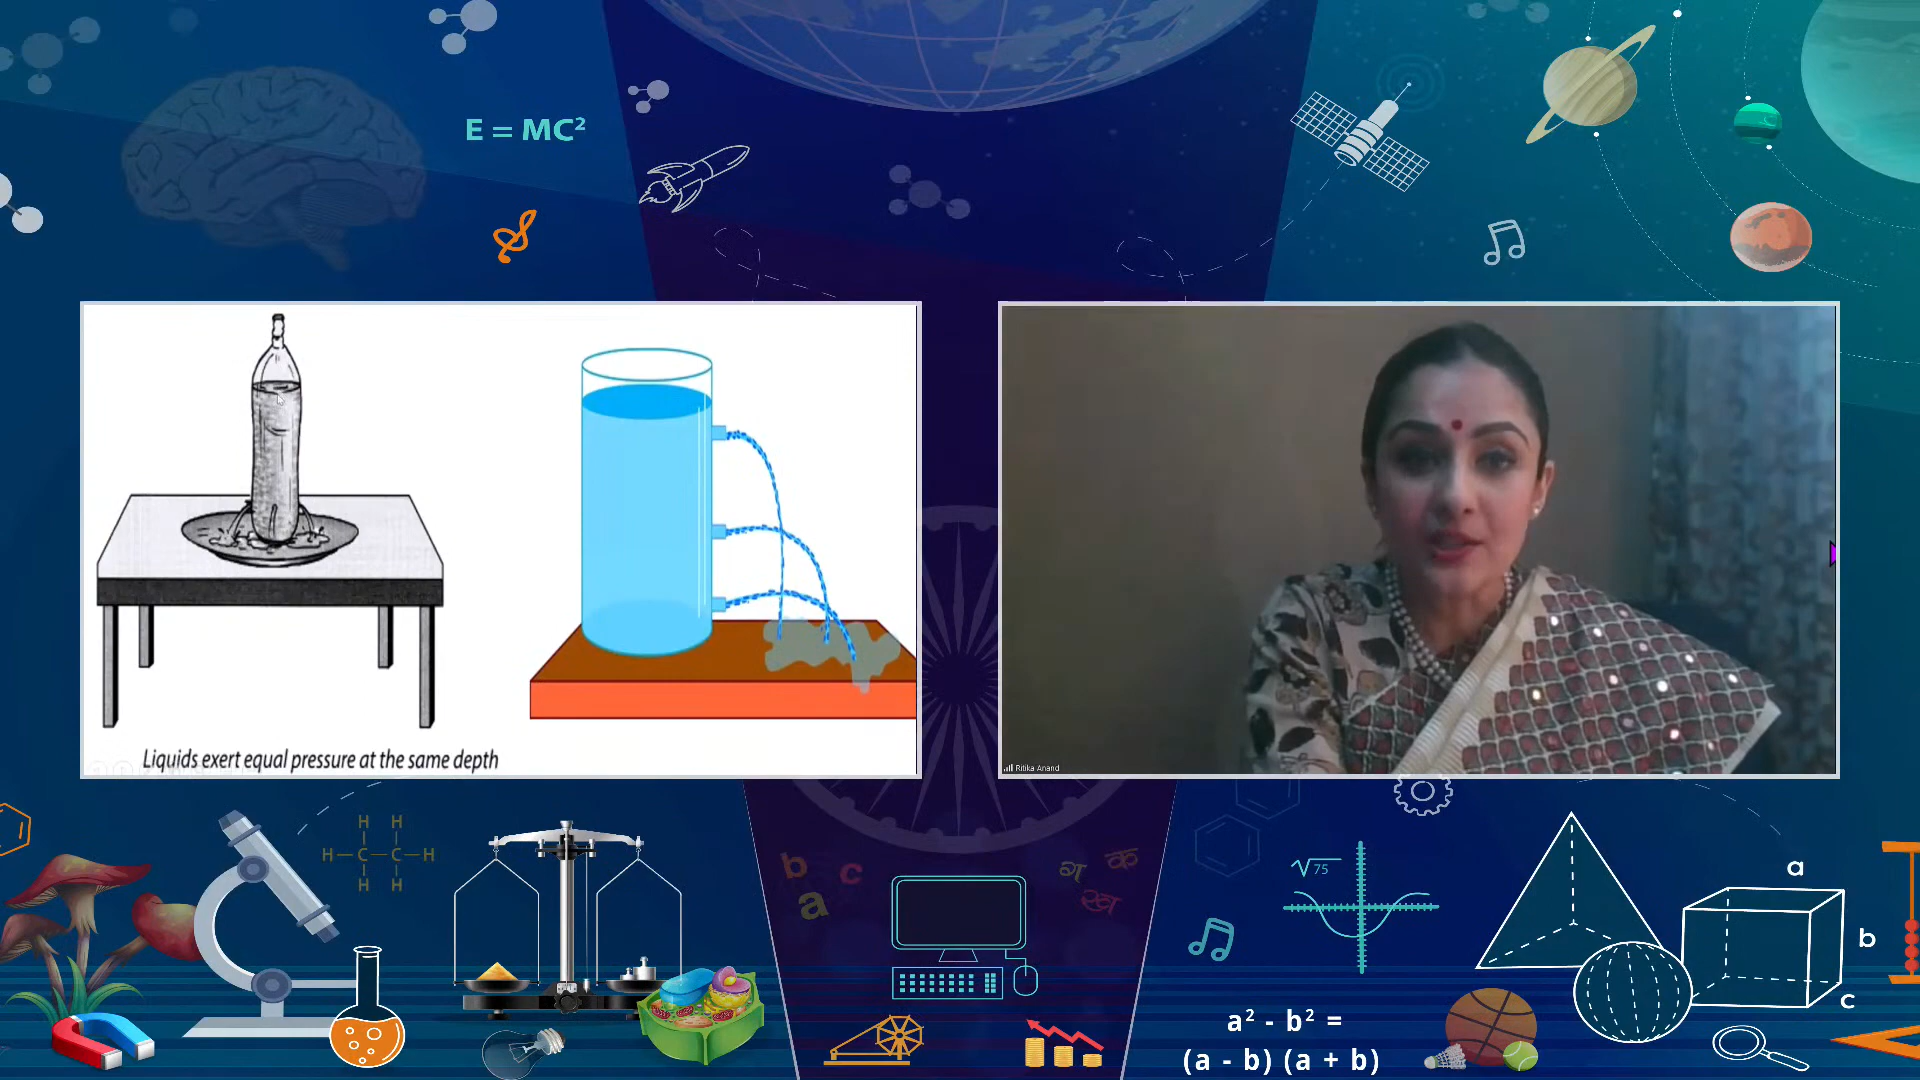 E = MC²
Liquids exert equal pressure at the same depth
Ritika Anand
H H
H C C H
H H
b c
a
ग क
ख
√75
a
b
c
a² - b² =
(a - b) (a + b)